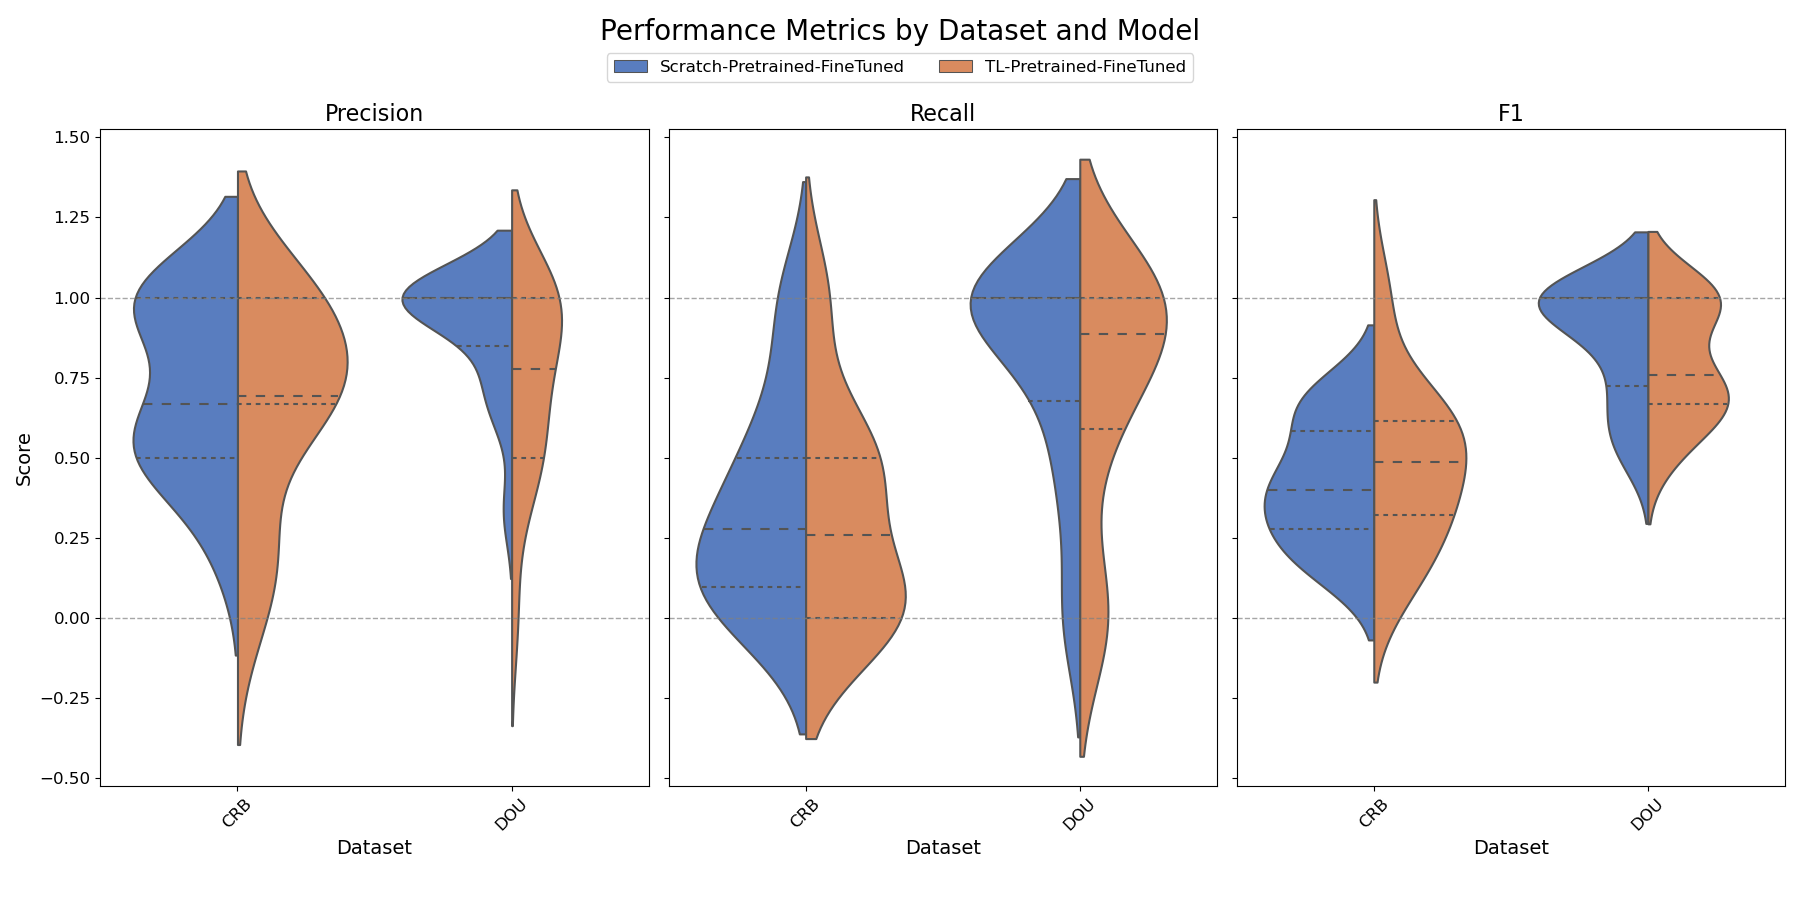 Performance Metrics by Dataset and Model
Scratch-Pretrained-FineTuned
TL-Pretrained-FineTuned
Precision
Recall
F1
1.50
1.25
1.00
0.75
0.50
0.25
0.00
−0.25
−0.50
Score
CRB
DOU
CRB
DOU
CRB
DOU
Dataset
Dataset
Dataset